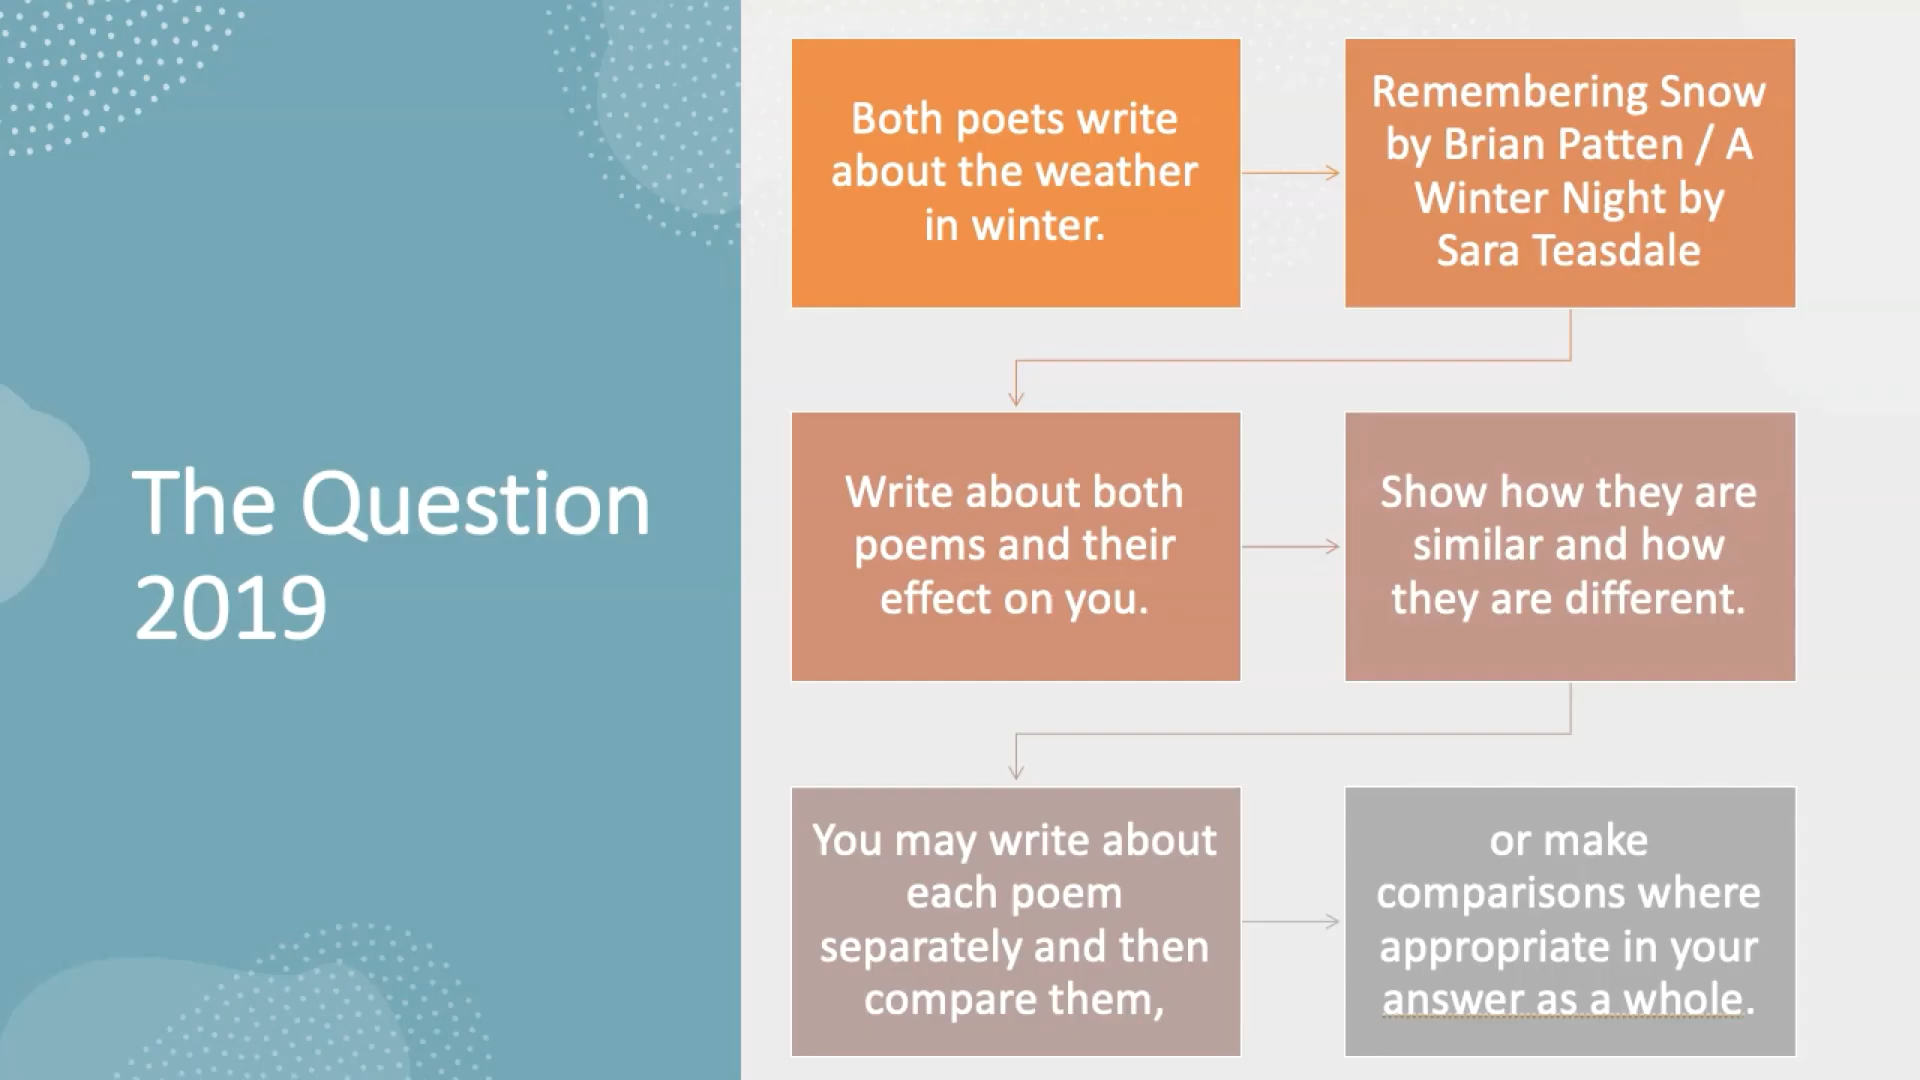 The Question
2019
Both poets write
about the weather
in winter.
Remembering Snow
by Brian Patten / A
Winter Night by
Sara Teasdale
Write about both
poems and their
effect on you.
Show how they are
similar and how
they are different.
You may write about
each poem
separately and then
compare them,
or make
comparisons where
appropriate in your
answer as a whole.